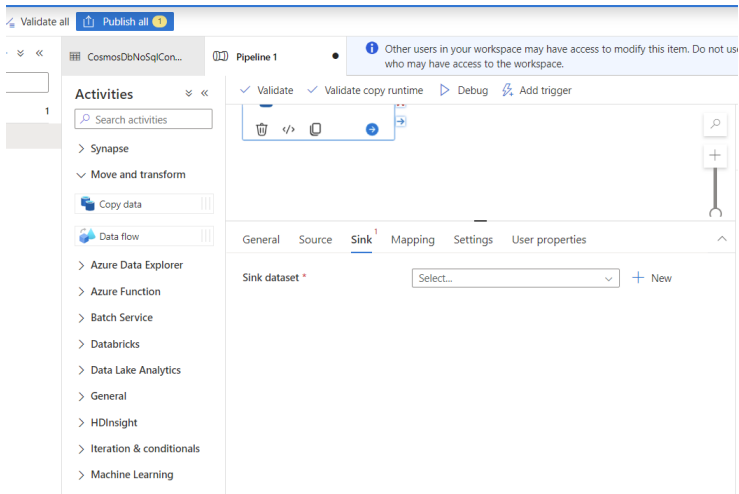 Validate all
Publish all 1
CosmosDbNoSqlCon...
Pipeline 1
Other users in your workspace may have access to modify this item. Do not use
who may have access to the workspace.
1
Activities
Search activities
Synapse
Move and transform
Copy data
Data flow
Azure Data Explorer
Azure Function
Batch Service
Databricks
Data Lake Analytics
General
HDInsight
Iteration & conditionals
Machine Learning
Validate
Validate copy runtime
Debug
Add trigger
General
Source
Sink 1
Mapping
Settings
User properties
Sink dataset *
Select...
New